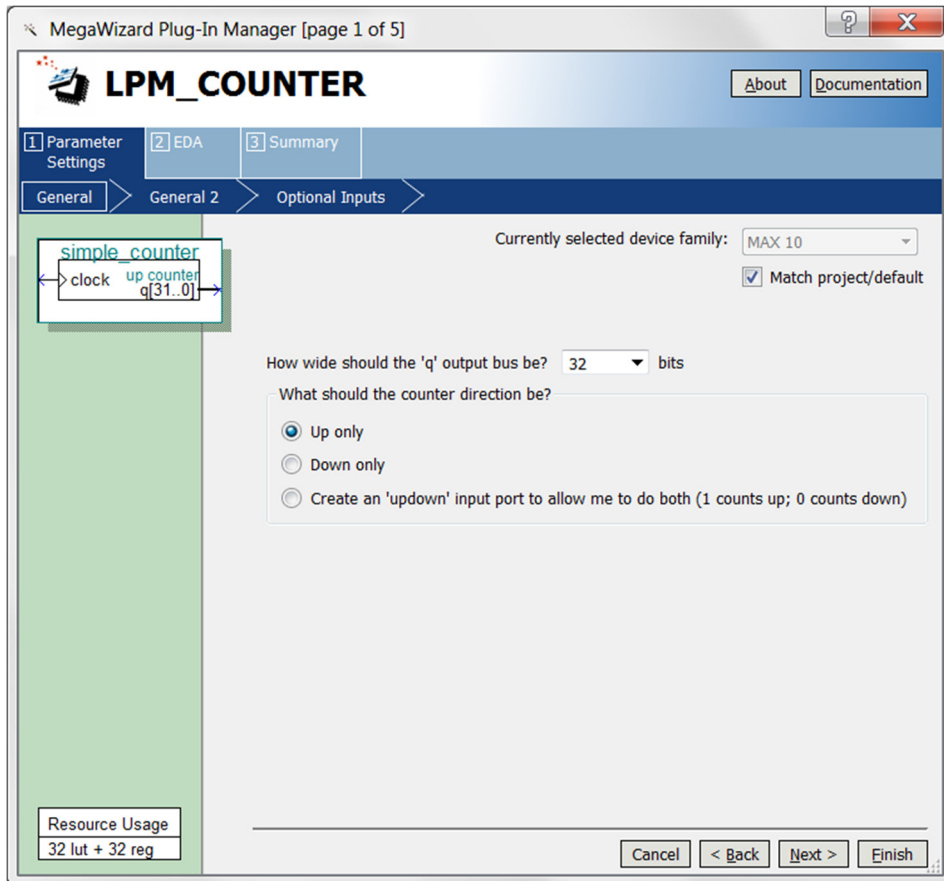 MegaWizard Plug-In Manager [page 1 of 5]
?
X
LPM_COUNTER
About
Documentation
1 Parameter
Settings
2 EDA
3 Summary
General
General 2
Optional Inputs
simple_counter
clock
up counter
q[31..0]
Currently selected device family:
MAX 10
Match project/default
How wide should the 'q' output bus be?
32
bits
What should the counter direction be?
Up only
Down only
Create an 'updown' input port to allow me to do both (1 counts up; 0 counts down)
Resource Usage
32 lut + 32 reg
Cancel
< Back
Next >
Finish